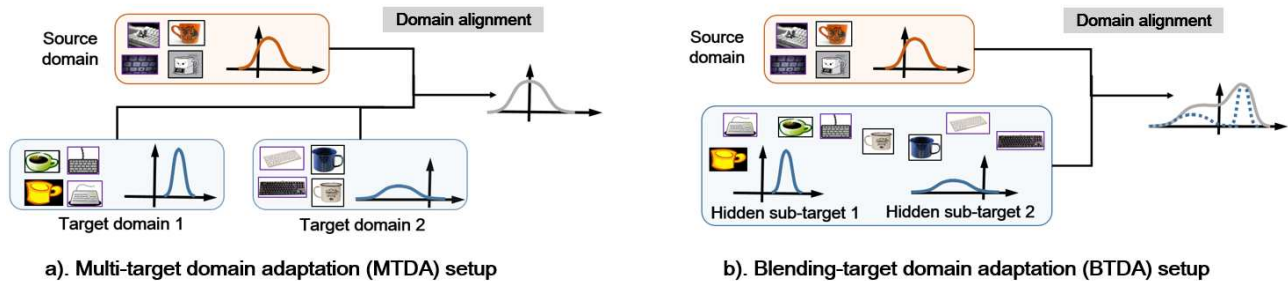 Domain alignment
Source
domain
Target domain 1
Target domain 2
a). Multi-target domain adaptation (MTDA) setup
Domain alignment
Source
domain
Hidden sub-target 1
Hidden sub-target 2
b). Blending-target domain adaptation (BTDA) setup